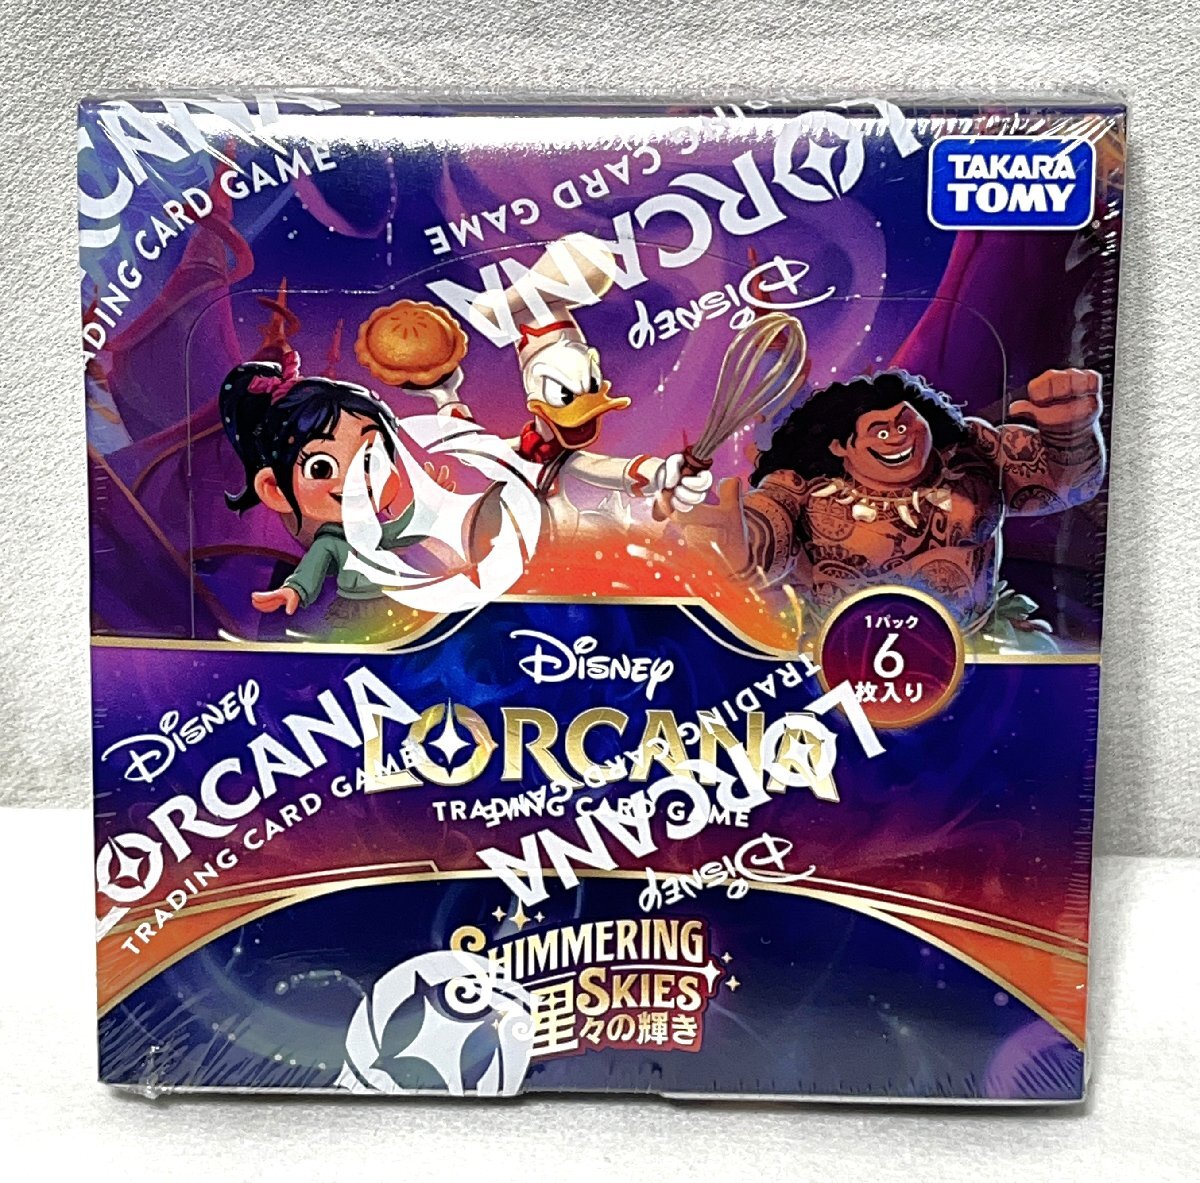 ORCANA
TRADING CARD GAME
LORCANA
CARD GAME
Disney
TAKARA
TOMY
1パック
6
枚入り
Disney
LORCANA
TRADING CARD GAME
Disney
LORCANA
TRADING CARD GAME
LORCANA
TRADING CARD GAME
Disney
SHIMMERING
SKIES
星々の輝き